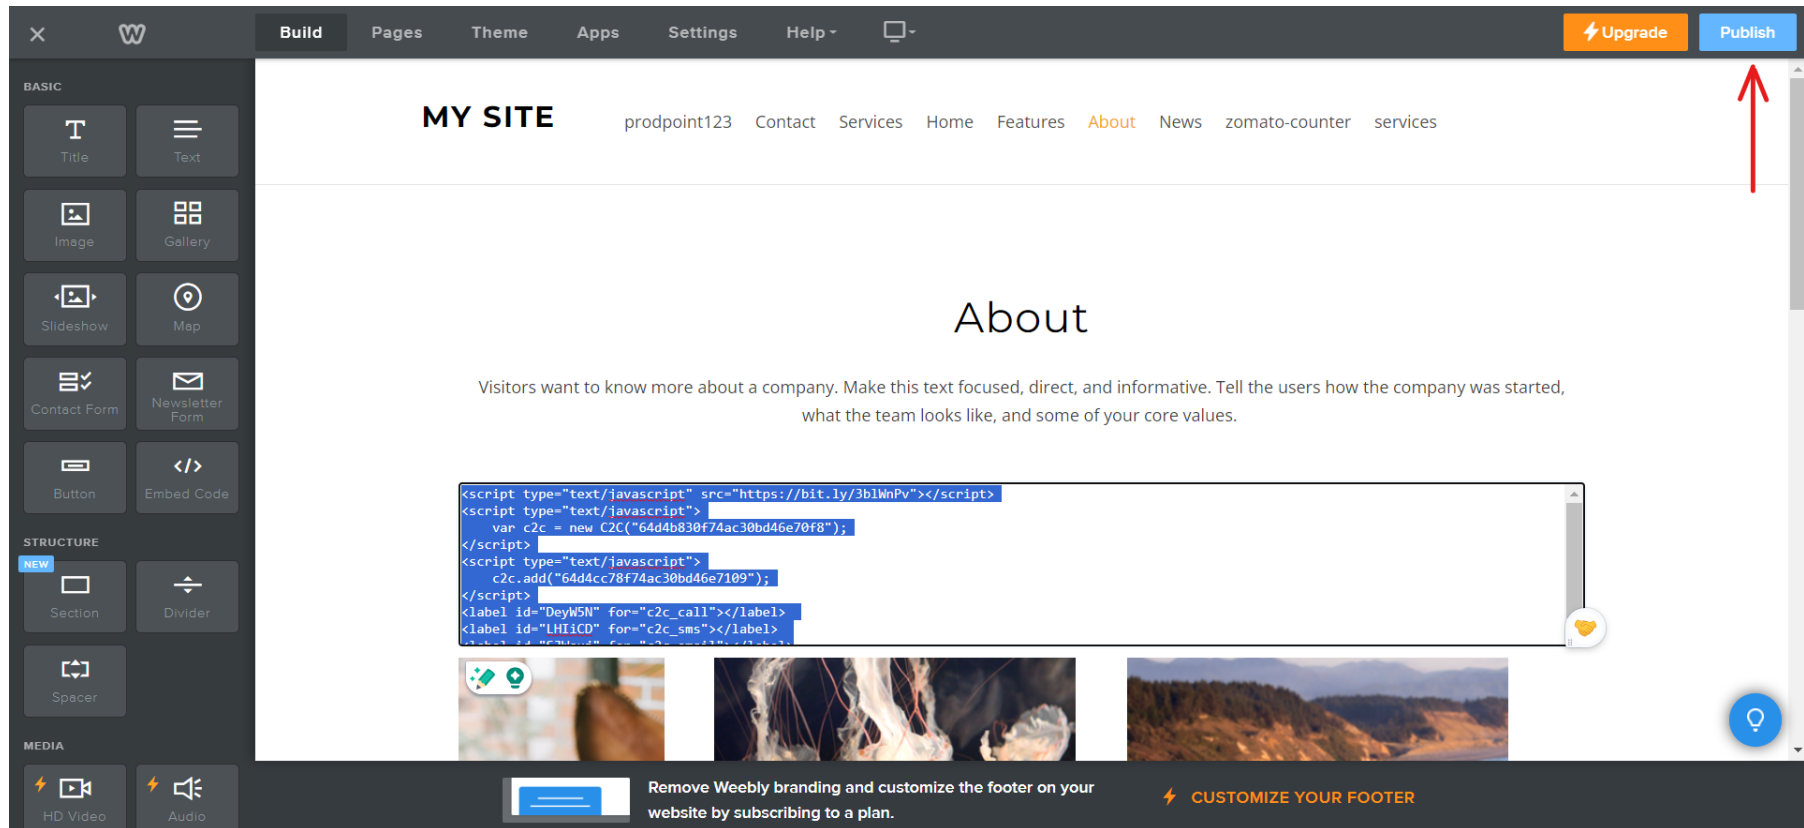 Build Pages Theme Apps Settings Help Upgrade Publish
BASIC
Title Text
Image Gallery
Slideshow Map
Contact Form Newsletter
Form
Button Embed Code
STRUCTURE
NEW
Section Divider
Spacer
MEDIA
HD Video Audio
MY SITE prodpoint123 Contact Services Home Features About News zomato-counter services
About
Visitors want to know more about a company. Make this text focused, direct, and informative. Tell the users how the company was started,
what the team looks like, and some of your core values.
<script type="text/javascript" src="https://bit.ly/3blWnPv"></script>
<script type="text/javascript">
var c2c = new C2C("64d4b830f74ac30bd46e70f8");
</script>
<script type="text/javascript">
c2c.add("64d4cc78f74ac30bd46e7109");
</script>
<label id="DeyW5N" for="c2c_call"></label>
<label id="LHIiCD" for="c2c_sms"></label>
Remove Weebly branding and customize the footer on your
website by subscribing to a plan.
CUSTOMIZE YOUR FOOTER